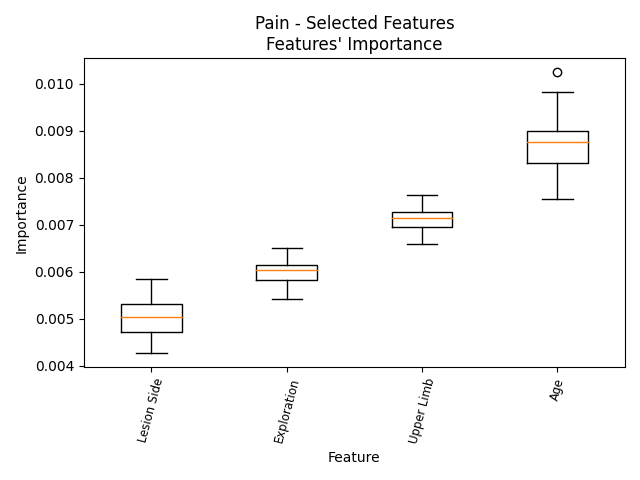 Pain - Selected Features
Features' Importance
0.010
0.009
0.008
0.007
0.006
0.005
0.004
Importance
Lesion Side
Exploration
Upper Limb
Age
Feature